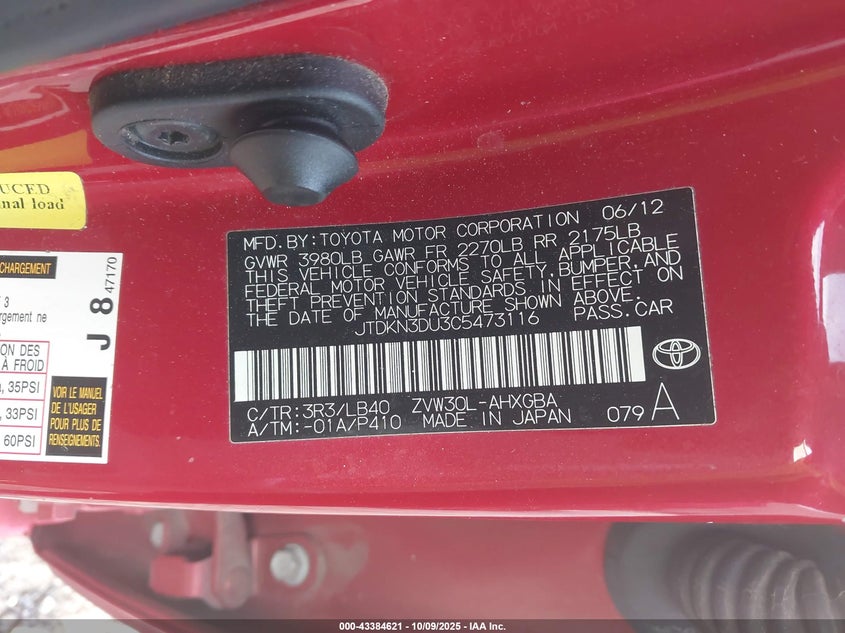 UCED
nal load
CHARGEMENT
3
rgement ne
J 8 47170
ION DES
À FROID
, 35PSI
, 33PSI
60PSI
VOIR LE MANUEL
DE L'USAGER
POUR PLUS DE
RENSEIGNEMENTS.
MFD.BY:TOYOTA MOTOR CORPORATION 06/12
GVWR 3980LB GAWR FR 2270LB RR 2175LB
THIS VEHICLE CONFORMS TO ALL APPLICABLE
FEDERAL MOTOR VEHICLE SAFETY,BUMPER,AND
THEFT PREVENTION STANDARDS IN EFFECT ON
THE DATE OF MANUFACTURE SHOWN ABOVE.
JTDKN3DU3C5473116 PASS.CAR
C/TR:3R3/LB40 ZVW30L-AHXGBA
A/TM:-01A/P410 MADE IN JAPAN 079 A
000-43384621 - 10/09/2025 - IAA Inc.